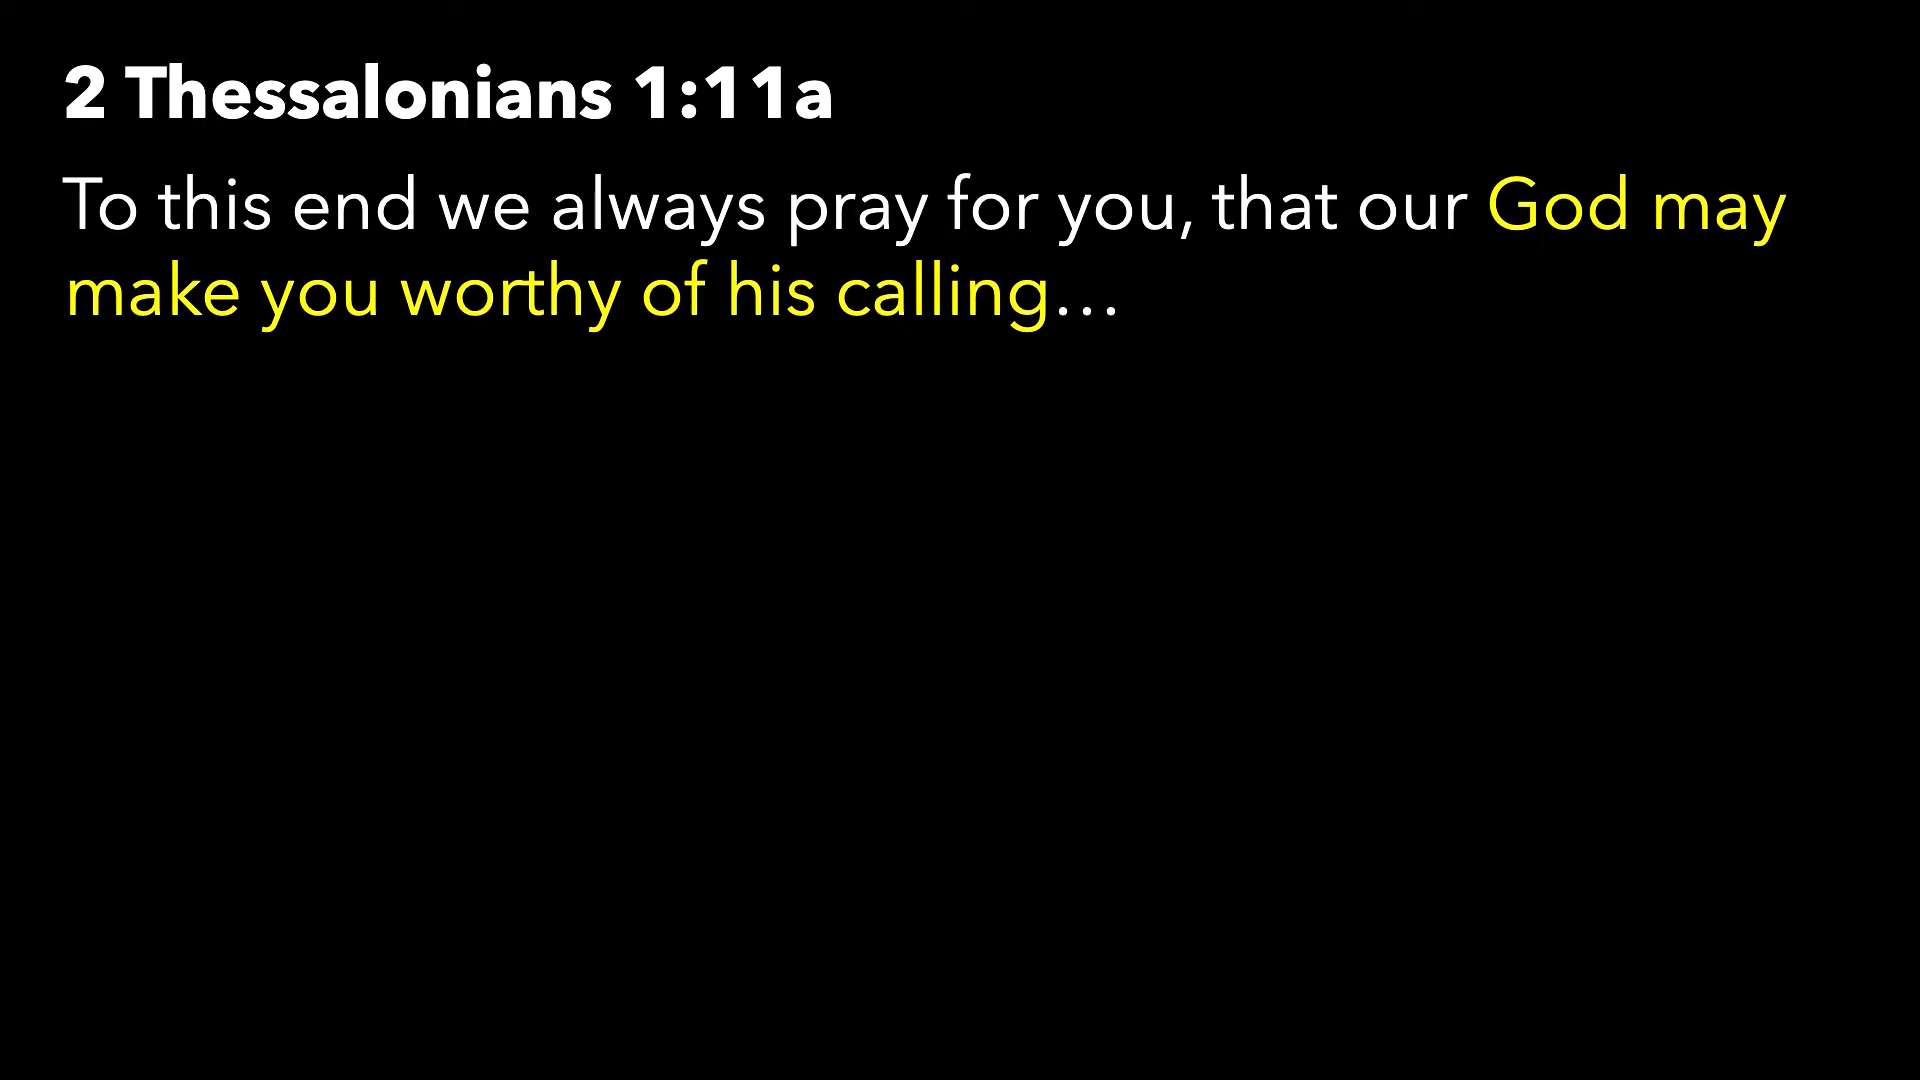 2 Thessalonians 1:11a
To this end we always pray for you, that our God may
make you worthy of his calling…